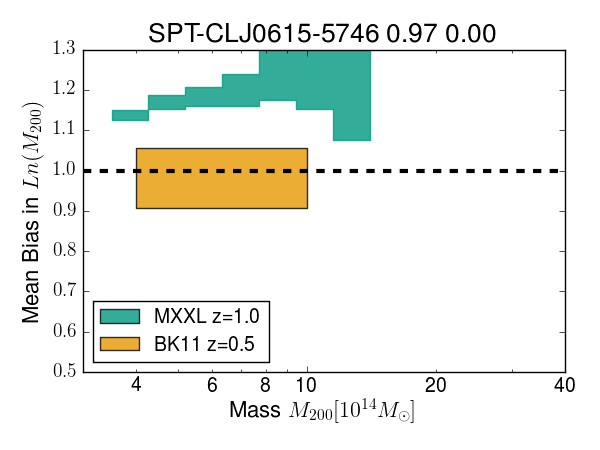 SPT-CLJ0615-5746 0.97 0.00
1.3
1.2
1.1
1.0
0.9
0.8
0.7
0.6
0.5
Mean Bias in Ln(M₂₀₀)
MXXL z=1.0
BK11 z=0.5
4 6 8 10 20 40
Mass M₂₀₀[10¹⁴M☉]